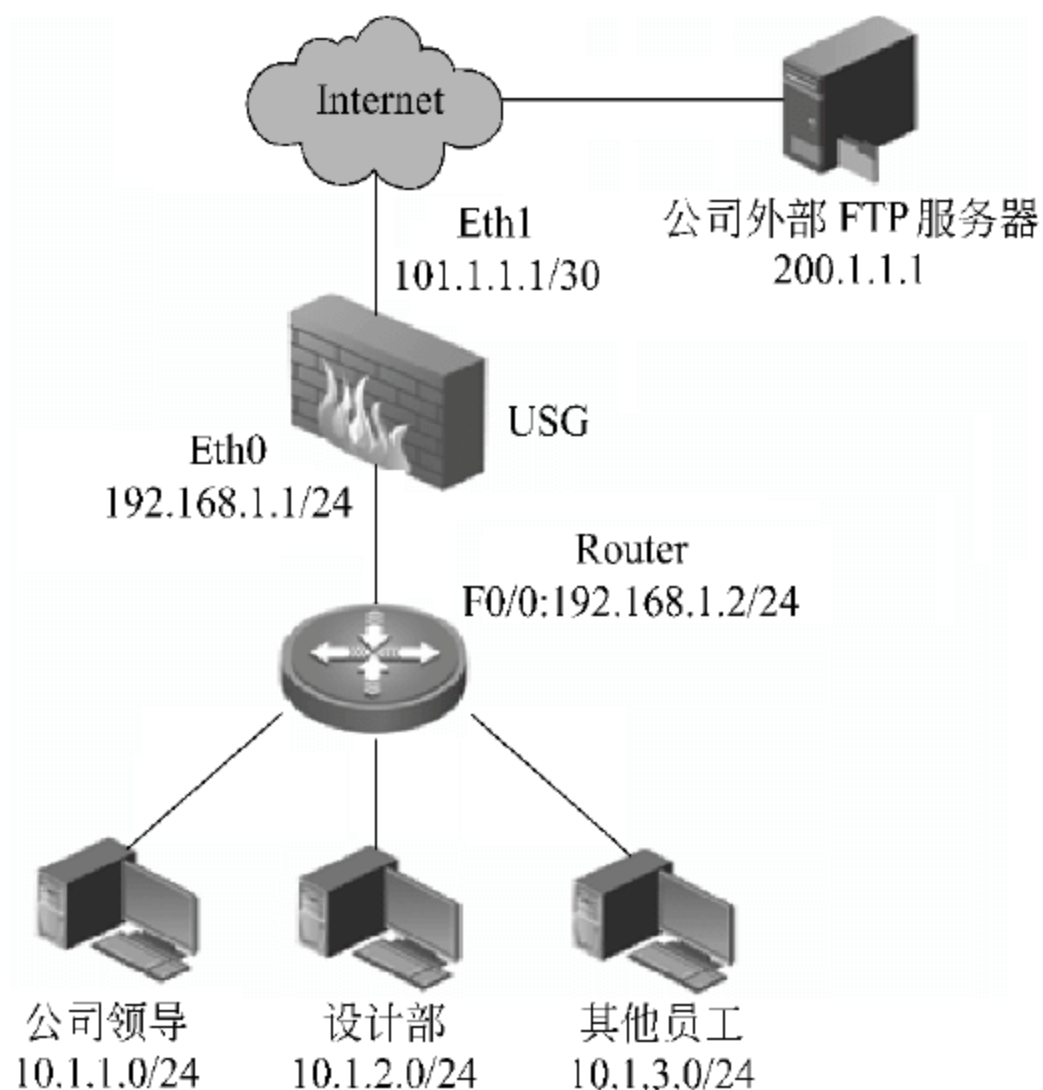 Internet
Eth1
101.1.1.1/30
公司外部 FTP 服务器
200.1.1.1
USG
Eth0
192.168.1.1/24
Router
F0/0:192.168.1.2/24
公司领导
10.1.1.0/24
设计部
10.1.2.0/24
其他员工
10.1.3.0/24